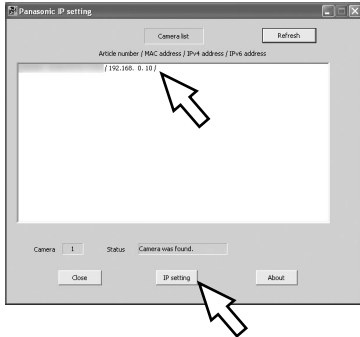 Panasonic IP setting
Camera list
Refresh
Article number / MAC address / IPv4 address / IPv6 address
/ 192.168. 0. 10 /
Camera 1 Status Camera was found.
Close IP setting About